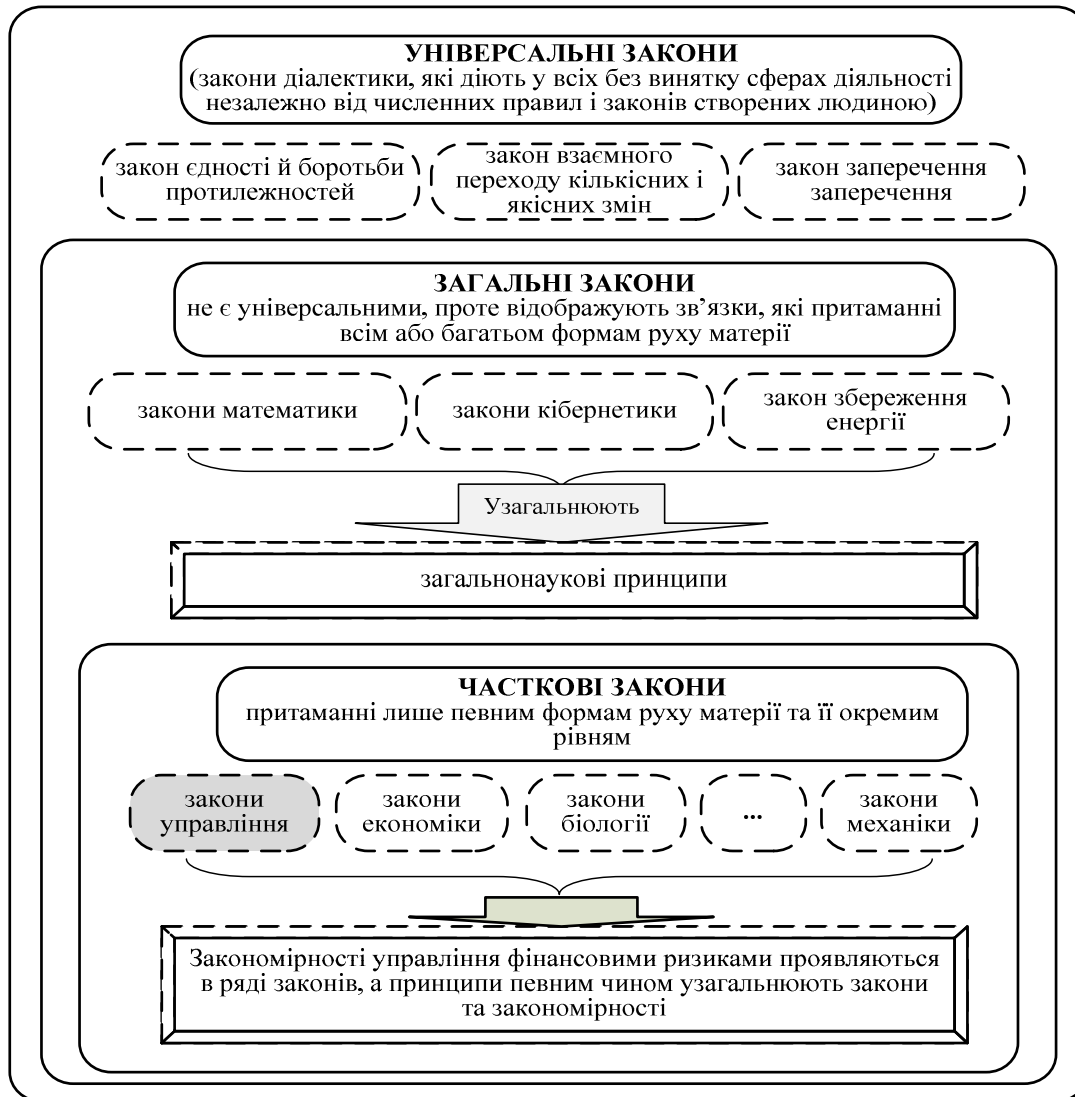 УНІВЕРСАЛЬНІ ЗАКОНИ
(закони діалектики, які діють у всіх без винятку сферах діяльності
незалежно від численних правил і законів створених людиною)
закон єдності й боротьби
протилежностей
закон взаємного
переходу кількісних і
якісних змін
закон заперечення
заперечення
ЗАГАЛЬНІ ЗАКОНИ
не є універсальними, проте відображують зв’язки, які притаманні
всім або багатьом формам руху матерії
закони математики
закони кібернетики
закон збереження
енергії
Узагальнюють
загальнонаукові принципи
ЧАСТКОВІ ЗАКОНИ
притаманні лише певним формам руху матерії та її окремим
рівням
закони
управління
закони
економіки
закони
біології
...
закони
механіки
Закономірності управління фінансовими ризиками проявляються
в ряді законів, а принципи певним чином узагальнюють закони
та закономірності